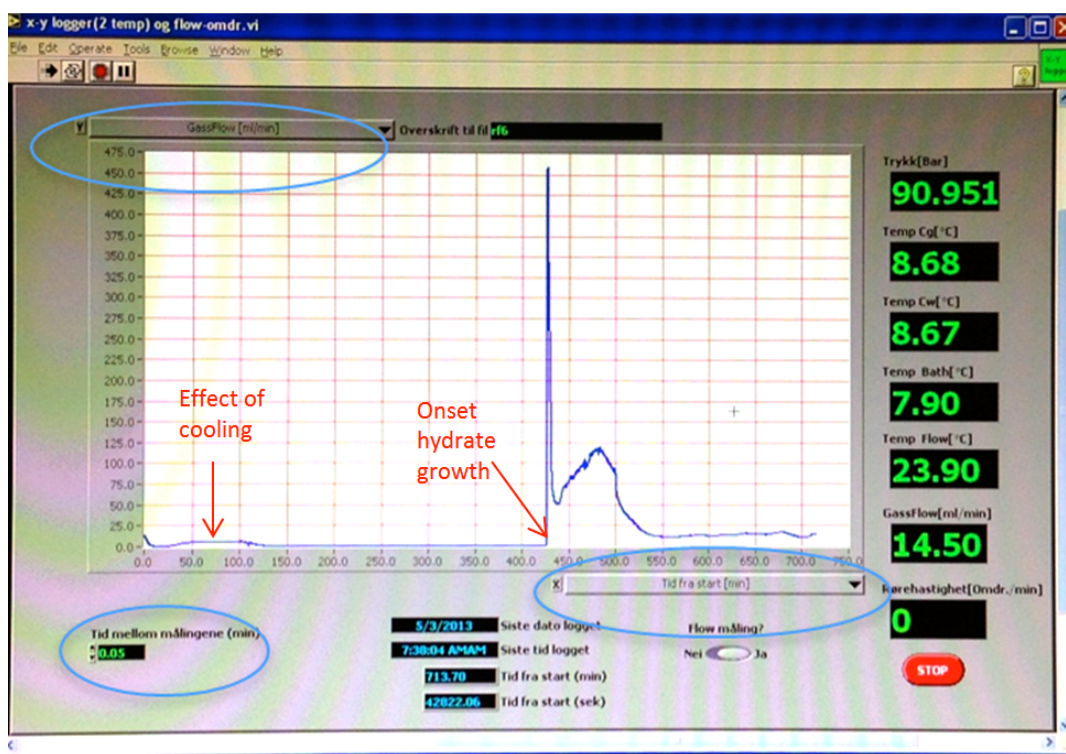 x-y logger(2 temp) og flow-omdr.vi
File Edit Operate Tools Browse Window Help
X-Y
logger
Y GassFlow [ml/min] Overskrift til fil rf6
475.0
450.0
425.0
400.0
375.0
350.0
325.0
300.0
275.0
250.0
225.0
200.0
175.0
150.0
125.0
100.0
75.0
50.0
25.0
0.0
Effect of
cooling
Onset
hydrate
growth
0.0 50.0 100.0 150.0 200.0 250.0 300.0 350.0 400.0 450.0 500.0 550.0 600.0 650.0 700.0 750.0
X Tid fra start [min]
Trykk[Bar]
90.951
Temp Cg[°C]
8.68
Temp Cw[°C]
8.67
Temp Bath[°C]
7.90
Temp Flow[°C]
23.90
GassFlow[ml/min]
14.50
Rørehastighet[Omdr./min]
0
STOP
Tid mellom målingene (min)
0.05
5/3/2013 Siste dato logget
7:38:04 AMAM Siste tid logget
713.70 Tid fra start (min)
42822.06 Tid fra start (sek)
Flow måling?
Nei Ja